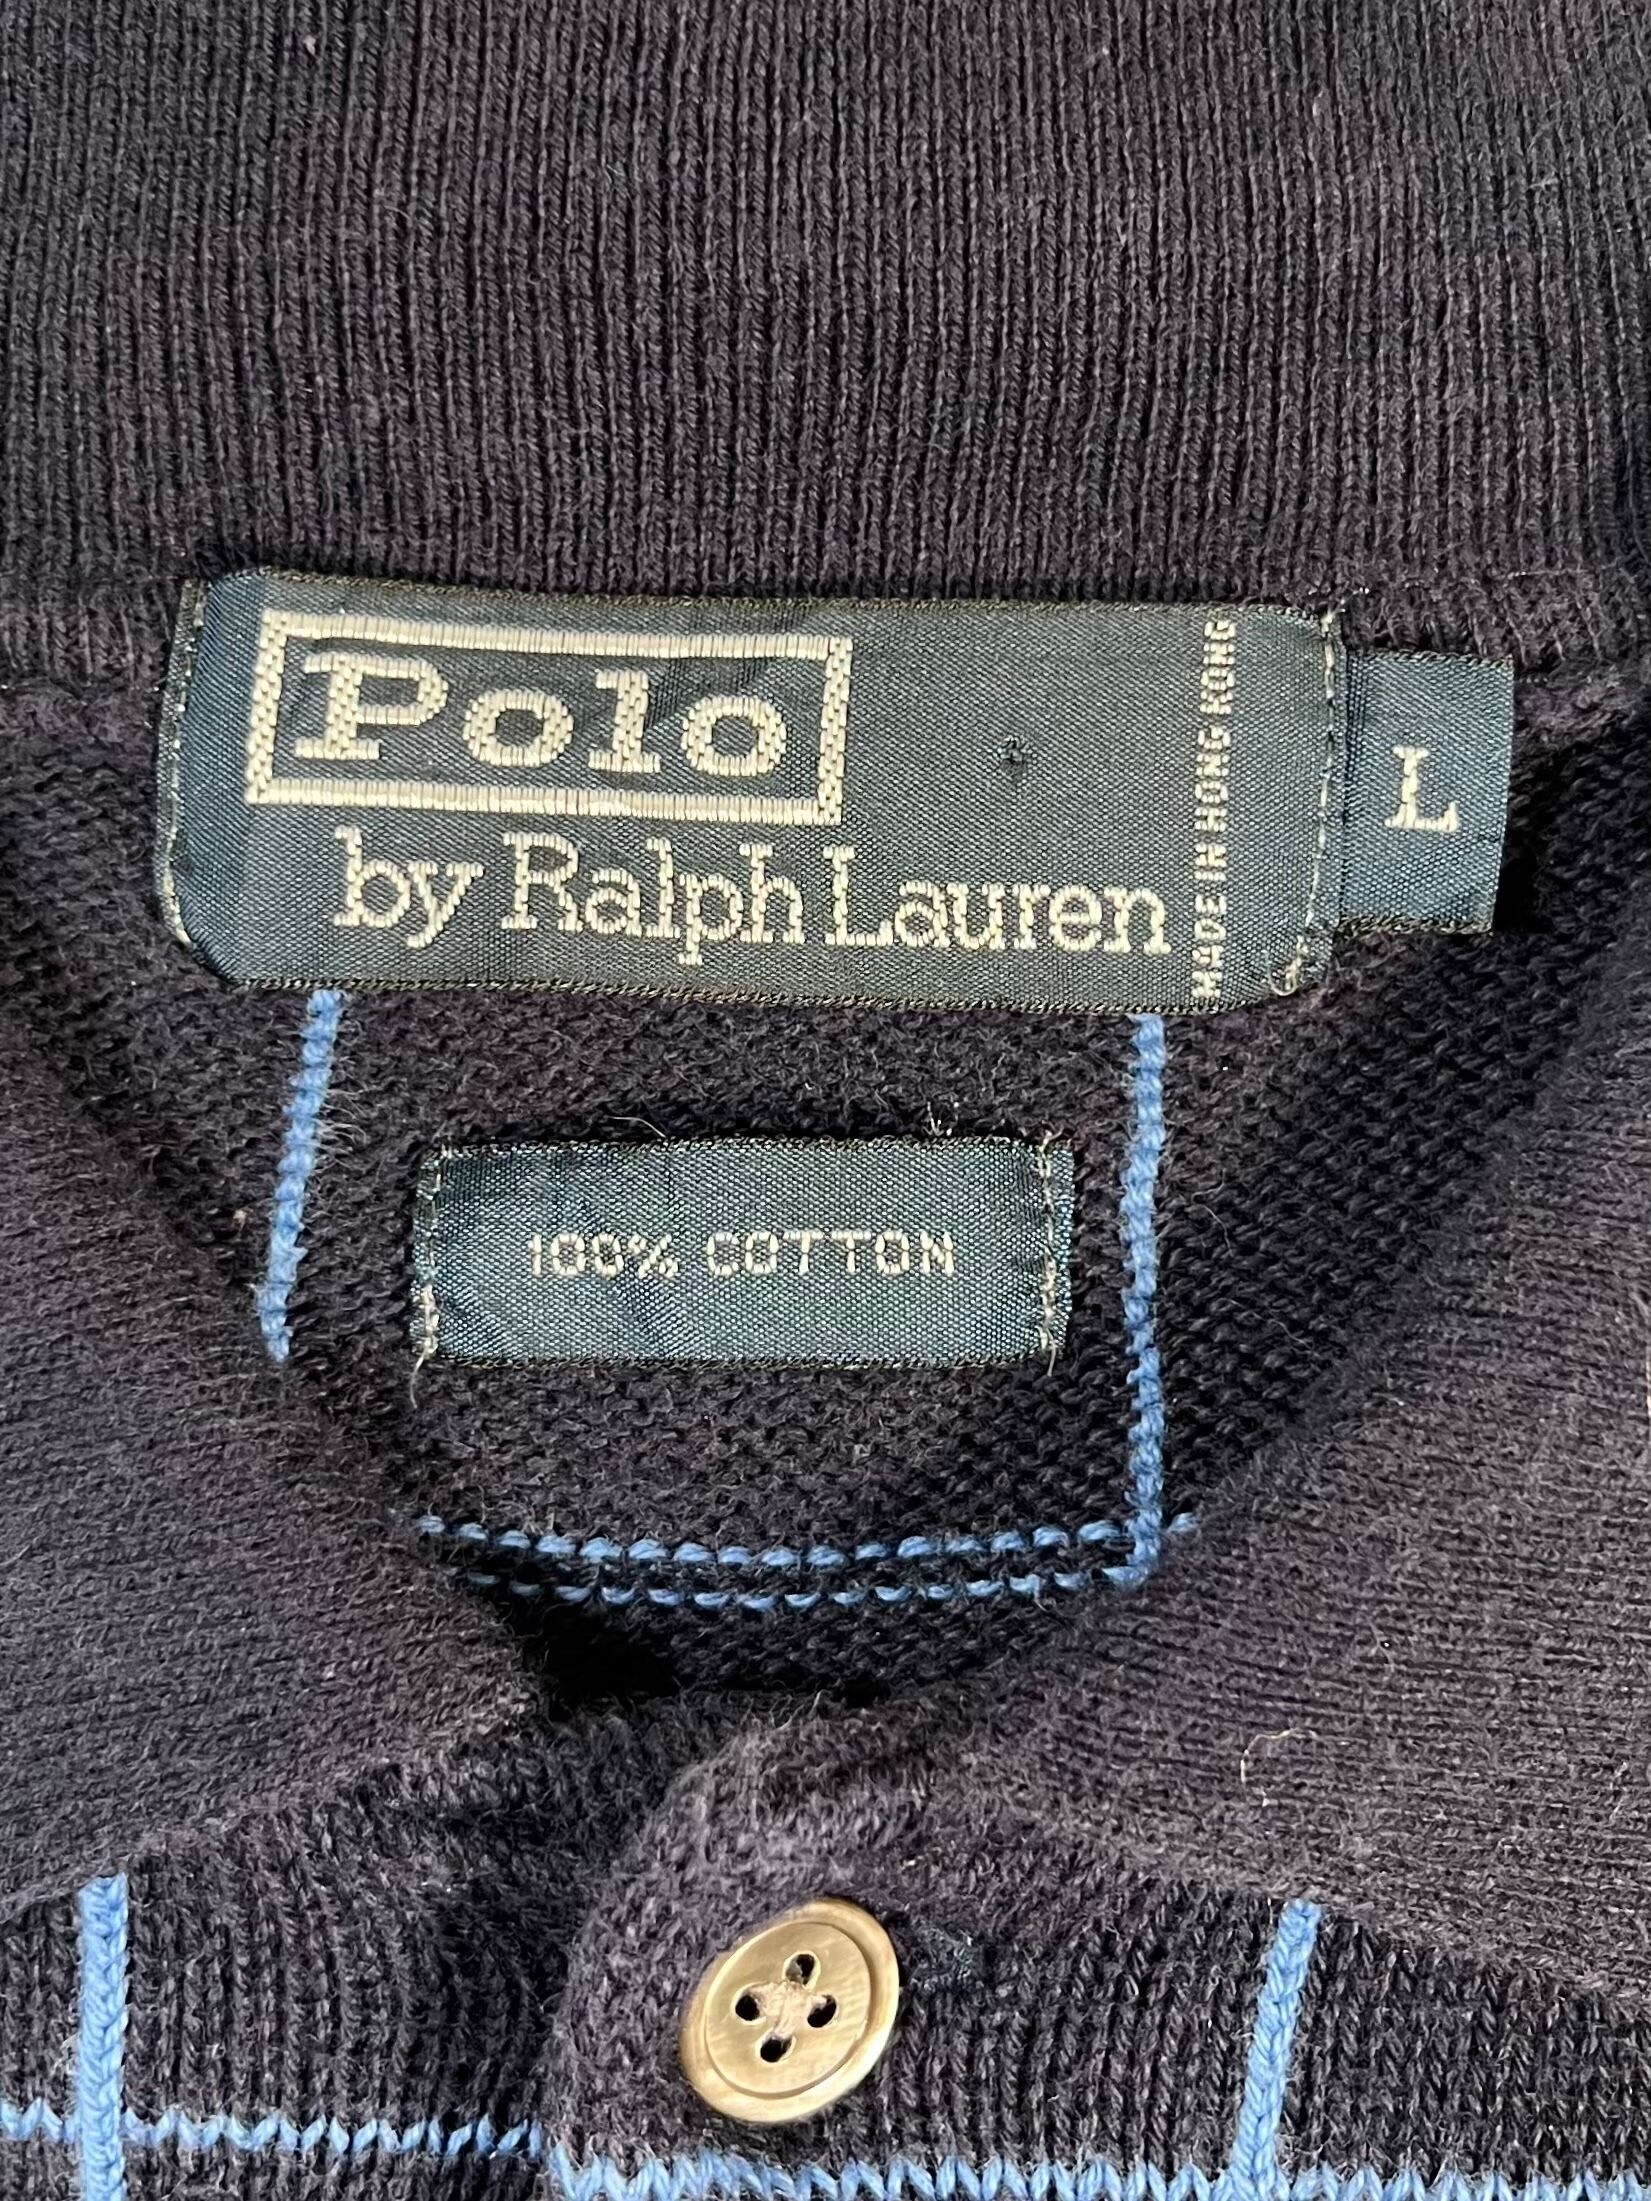 Polo
by Ralph Lauren
MADE IN HONG KONG
L
100% COTTON